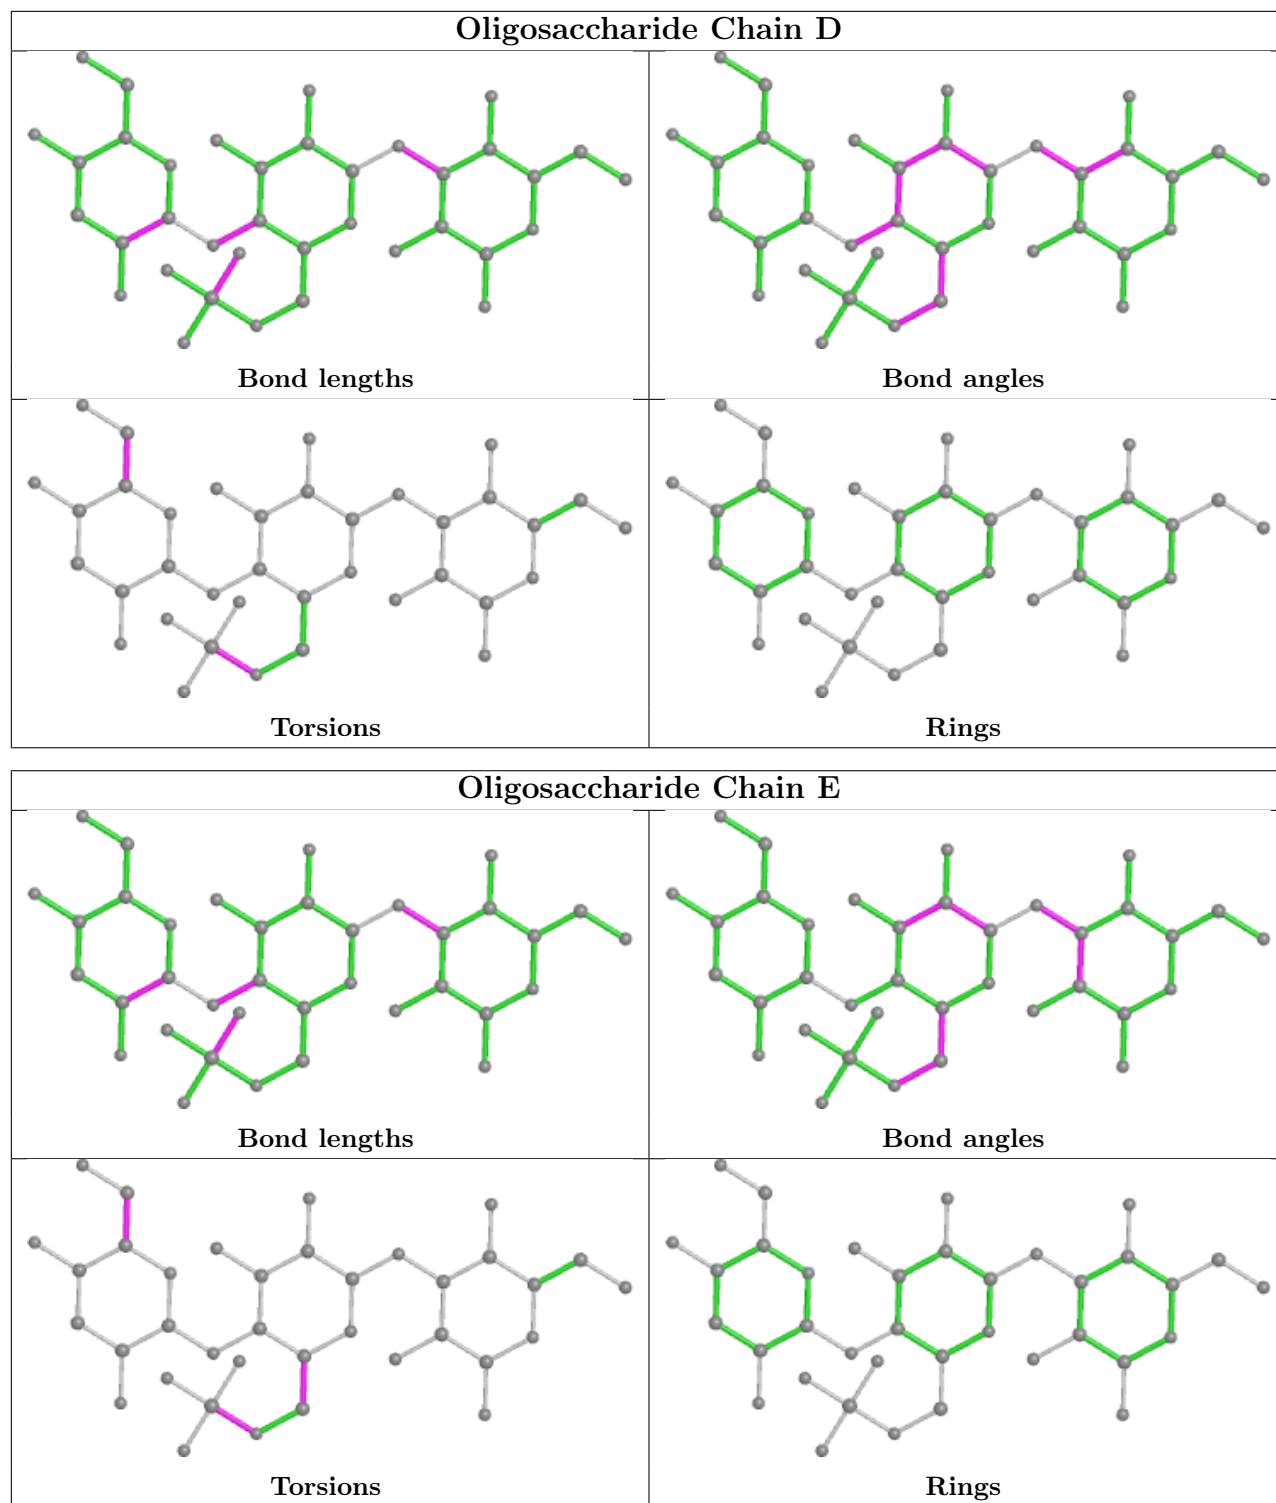 Oligosaccharide Chain D
Bond lengths
Bond angles
Torsions
Rings
Oligosaccharide Chain E
Bond lengths
Bond angles
Torsions
Rings